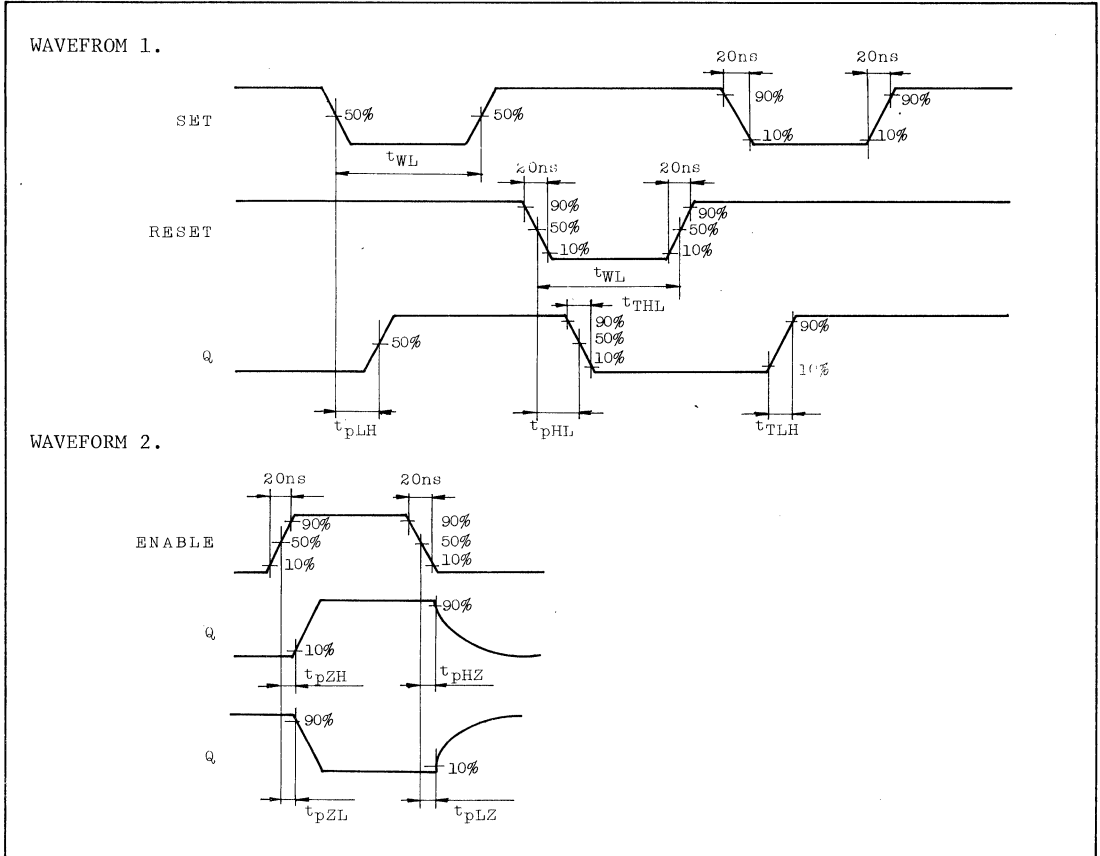 WAVEFROM 1.
20ns 20ns
SET
50% 50% 90% 10% 10% 90%
tWL
20ns 20ns
RESET
90% 50% 10% 90% 50% 10%
tWL
tTHL
Q
50% 90% 50% 10% 90% 10%
tpLH tpHL tTLH
WAVEFORM 2.
20ns 20ns
ENABLE
90% 50% 10% 90% 50% 10%
Q
10% 90%
tpZH tpHZ
Q
90% 10%
tpZL tpLZ